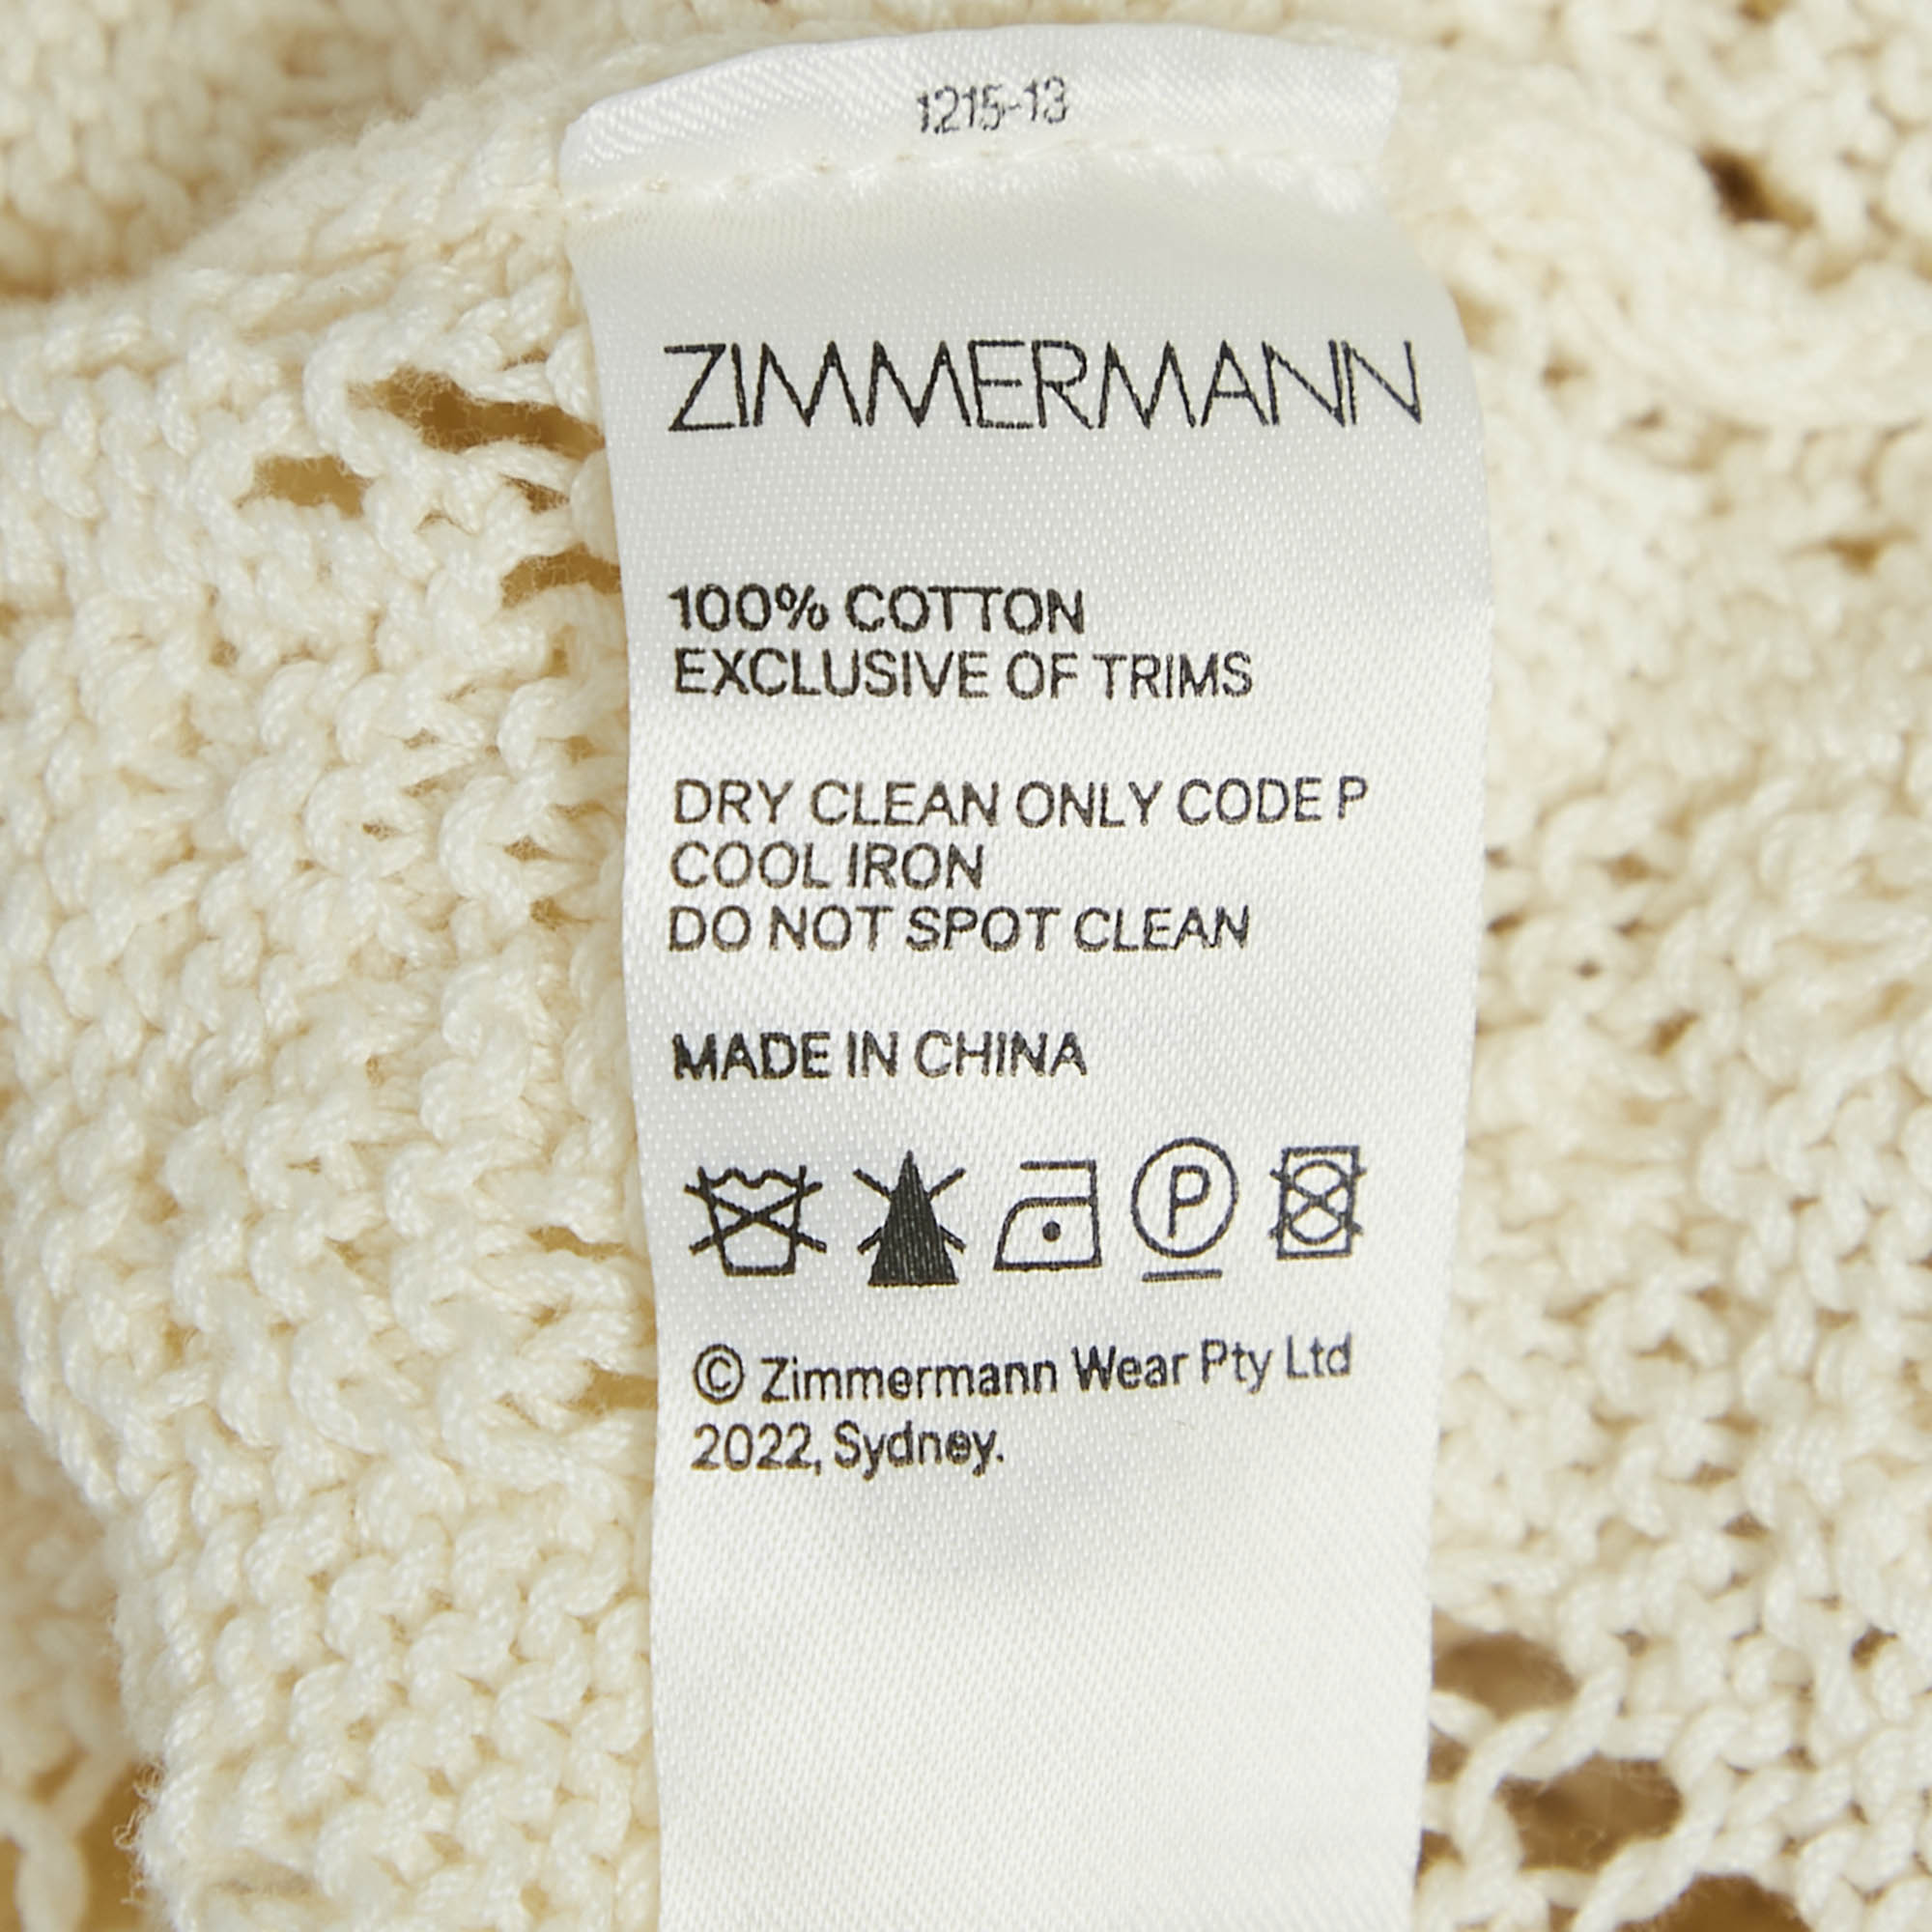 1215-13
ZIMMERMANN
100% COTTON
EXCLUSIVE OF TRIMS
DRY CLEAN ONLY CODE P
COOL IRON
DO NOT SPOT CLEAN
MADE IN CHINA
P
© Zimmermann Wear Pty Ltd
2022, Sydney.